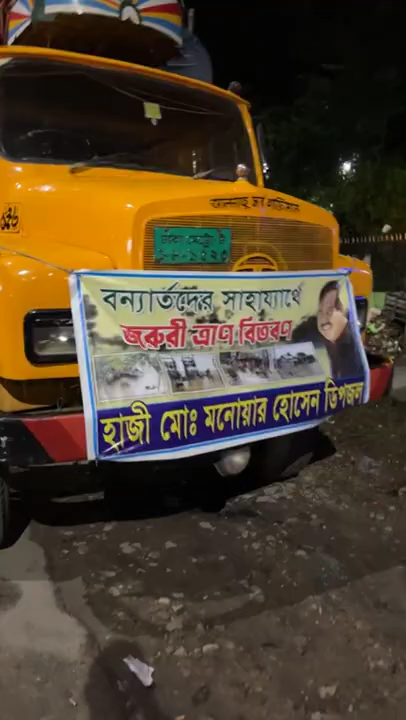 ঢাকা মেট্রো ট
বন্যার্তদের সাহায্যার্থে
জরুরী ত্রাণ বিতরণ
হাজী মোঃ মনোয়ার হোসেন ডিপজল